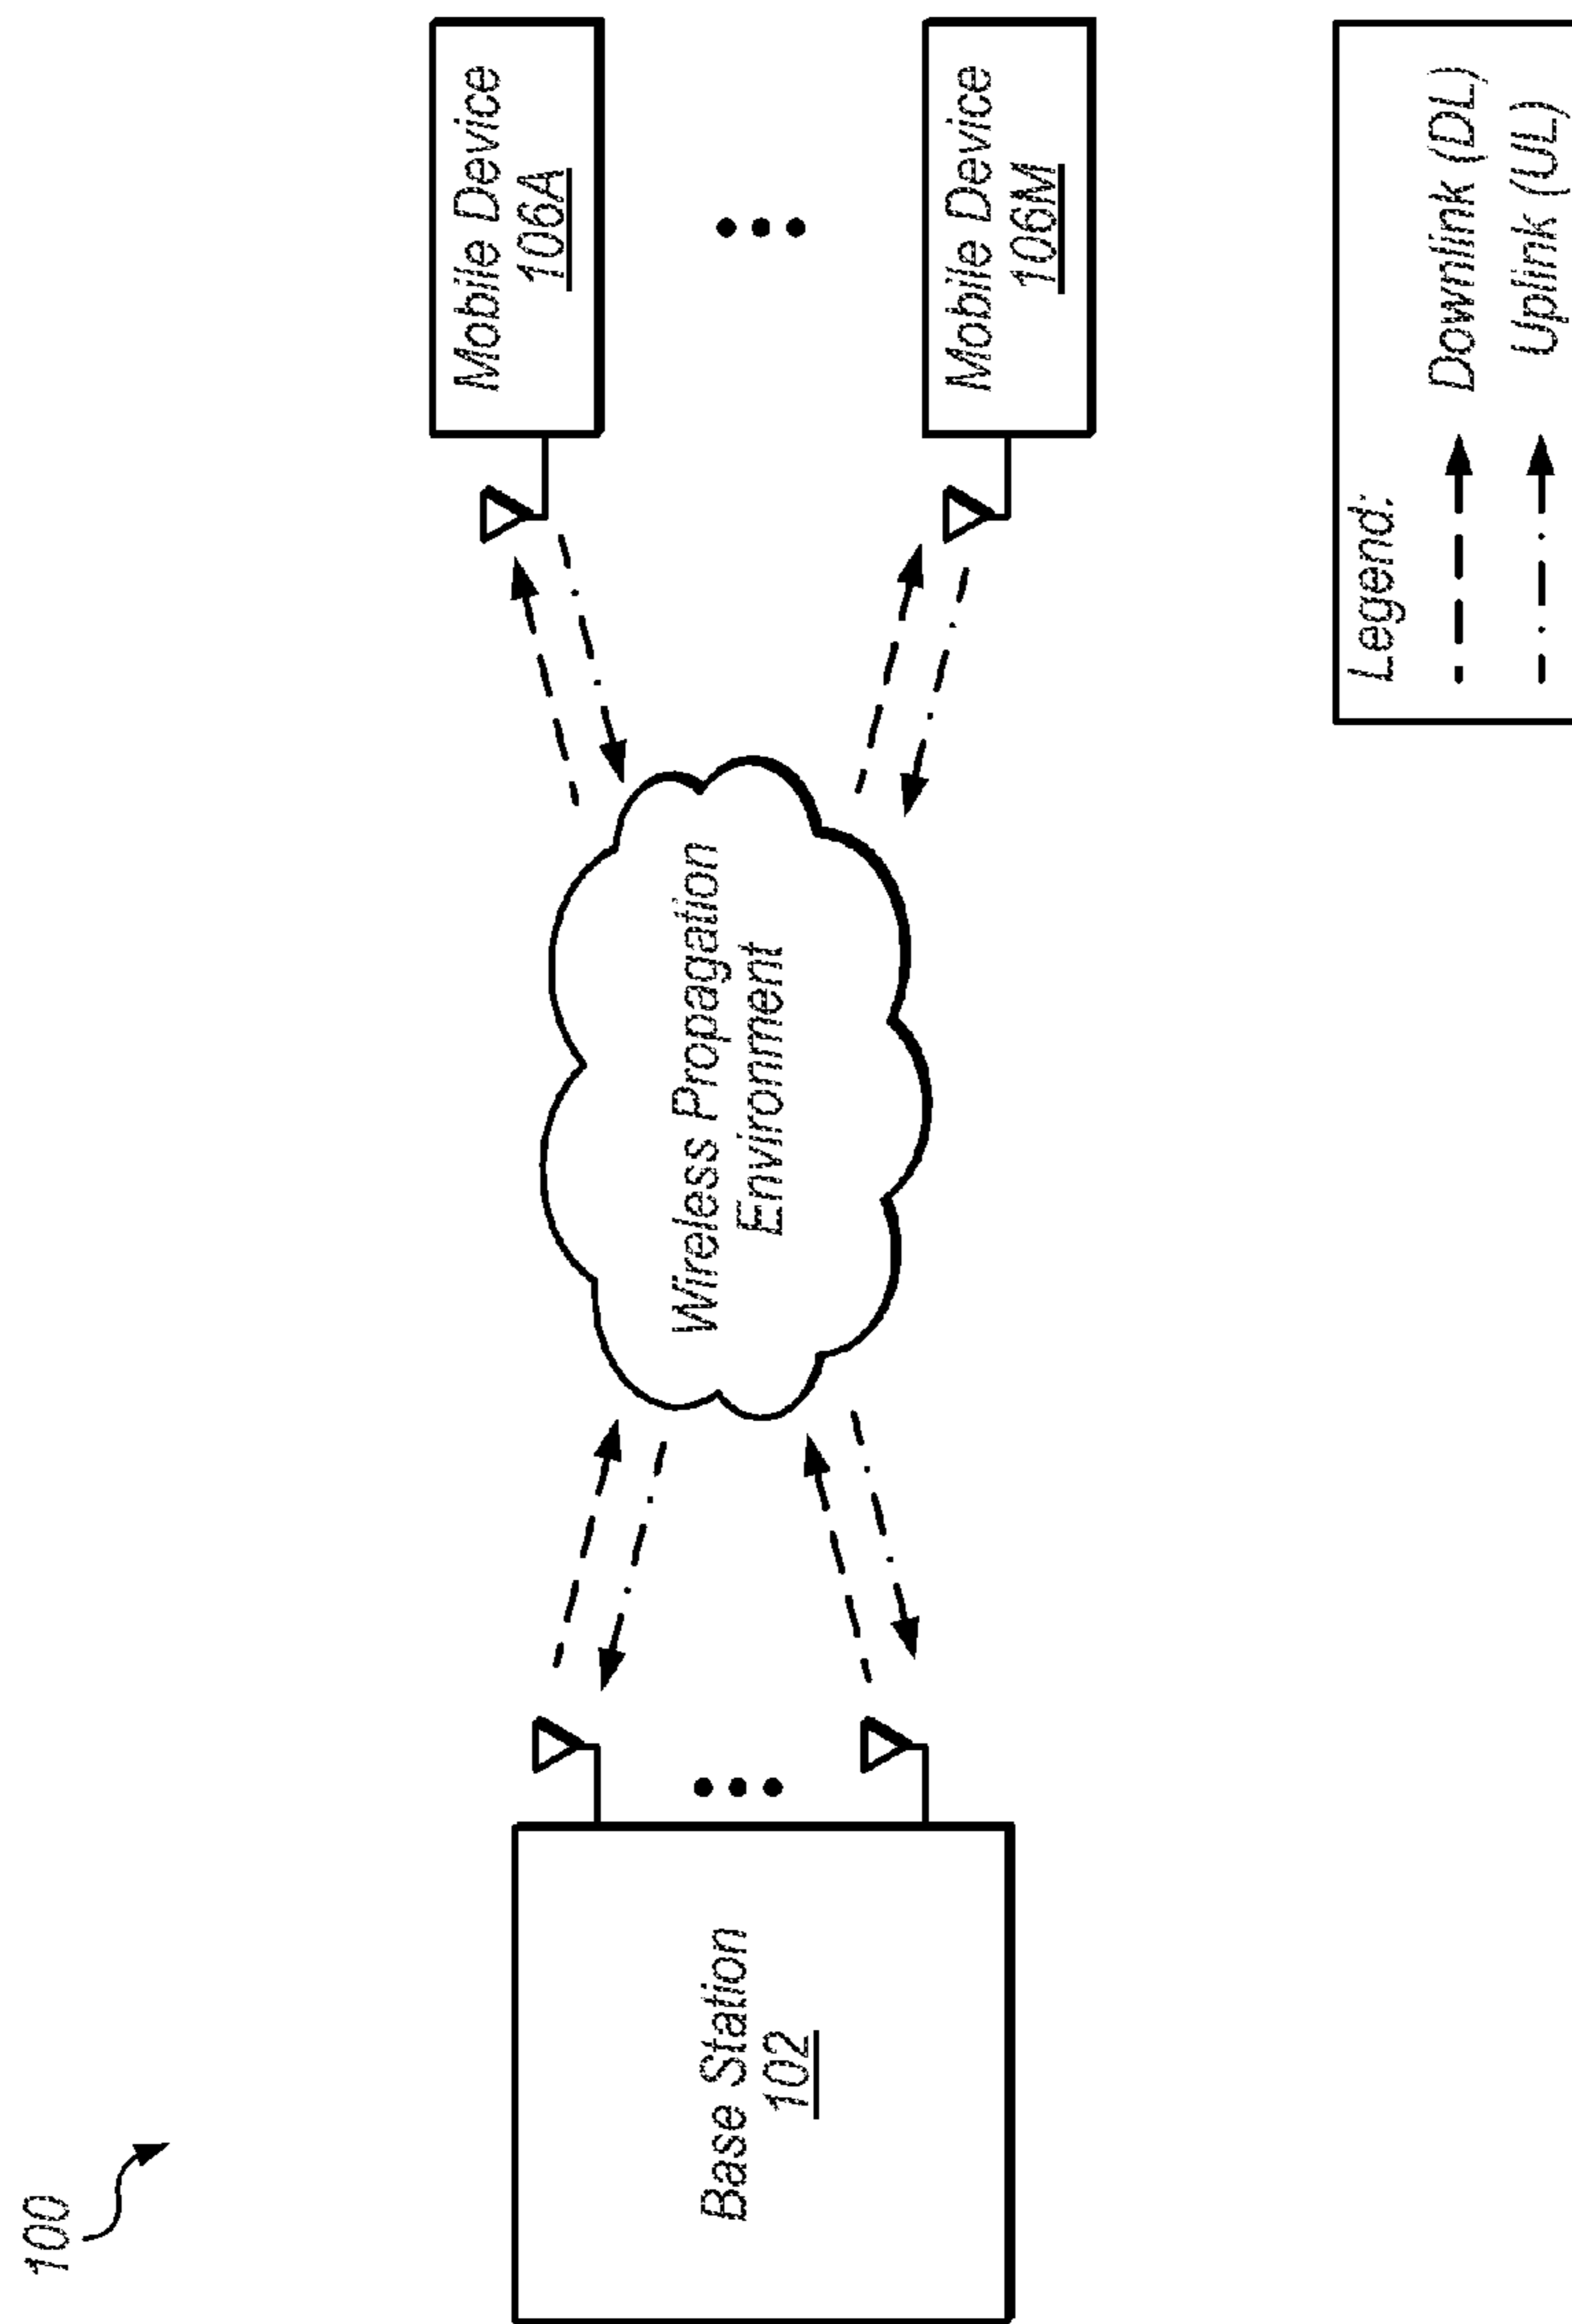 100
Base Station
102
Wireless Propagation
Environment
Mobile Device
106A
Mobile Device
106M
Legend:
Downlink (DL)
Uplink (UL)